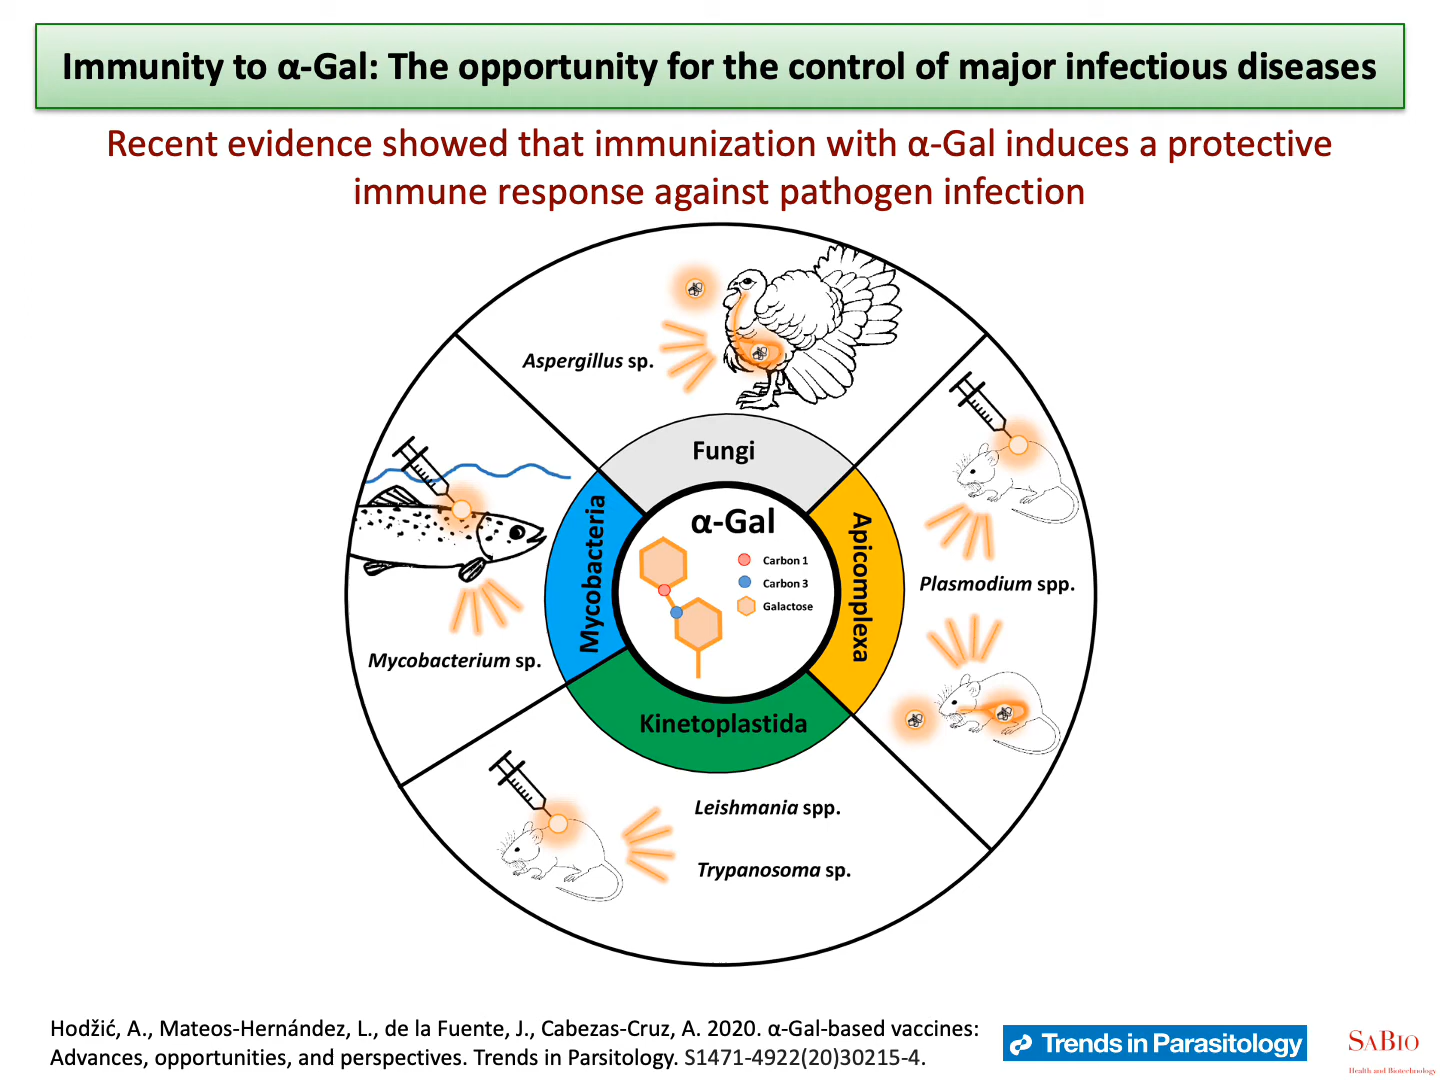 Immunity to α-Gal: The opportunity for the control of major infectious diseases
Recent evidence showed that immunization with α-Gal induces a protective
immune response against pathogen infection
Aspergillus sp.
Fungi
Mycobacteria
Mycobacterium sp.
α-Gal
Carbon 1
Carbon 3
Galactose
Apicomplexa
Plasmodium spp.
Kinetoplastida
Leishmania spp.
Trypanosoma sp.
Hodžić, A., Mateos-Hernández, L., de la Fuente, J., Cabezas-Cruz, A. 2020. α-Gal-based vaccines:
Advances, opportunities, and perspectives. Trends in Parsitology. S1471-4922(20)30215-4.
Trends in Parasitology
SABIO
Health and Biotechnology